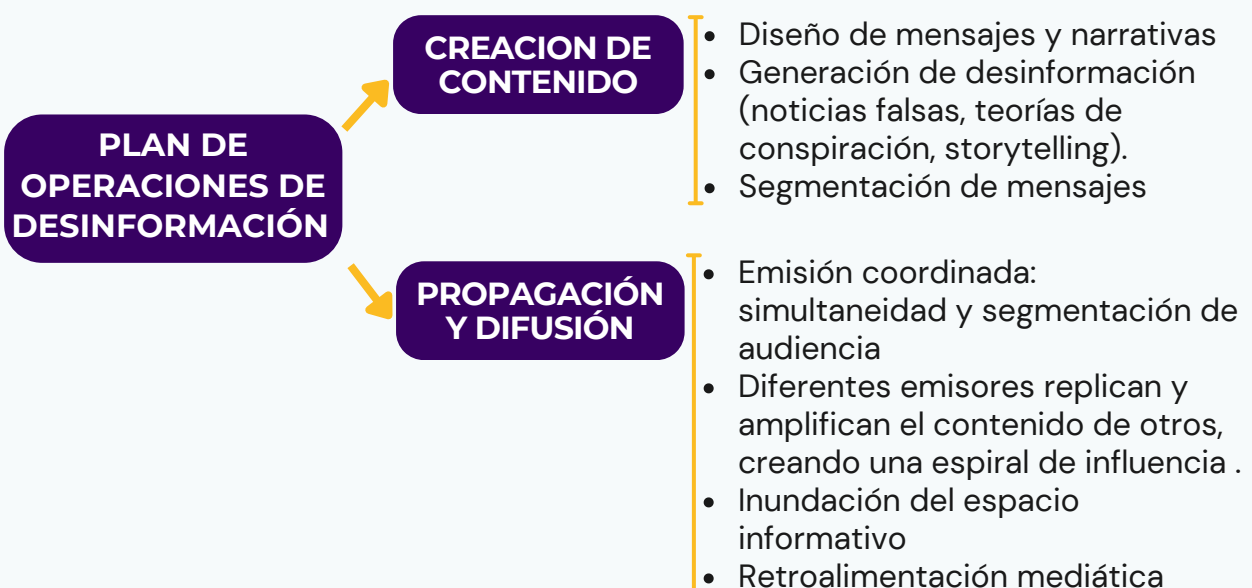 PLAN DE
OPERACIONES DE
DESINFORMACIÓN
CREACION DE
CONTENIDO
• Diseño de mensajes y narrativas
• Generación de desinformación
(noticias falsas, teorías de
conspiración, storytelling).
• Segmentación de mensajes
PROPAGACIÓN
Y DIFUSIÓN
• Emisión coordinada:
simultaneidad y segmentación de
audiencia
• Diferentes emisores replican y
amplifican el contenido de otros,
creando una espiral de influencia .
• Inundación del espacio
informativo
• Retroalimentación mediática